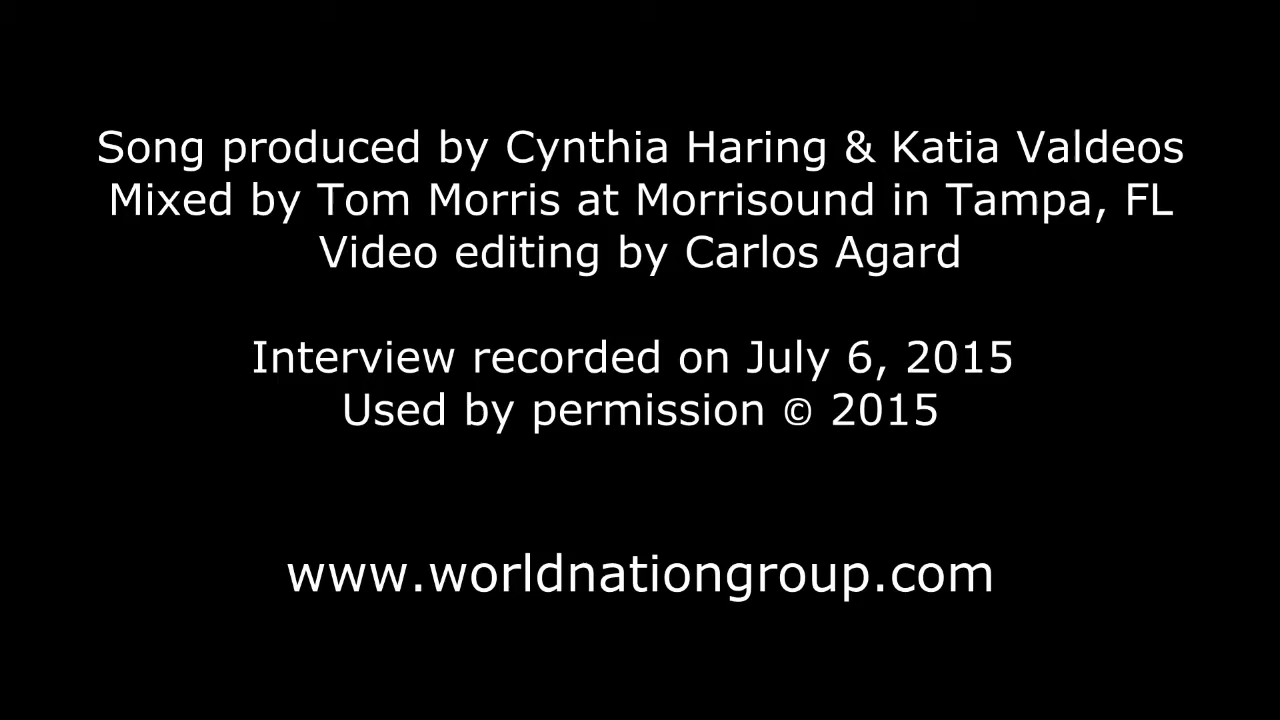 Song produced by Cynthia Haring & Katia Valdeos
Mixed by Tom Morris at Morrisound in Tampa, FL
Video editing by Carlos Agard
Interview recorded on July 6, 2015
Used by permission © 2015
www.worldnationgroup.com